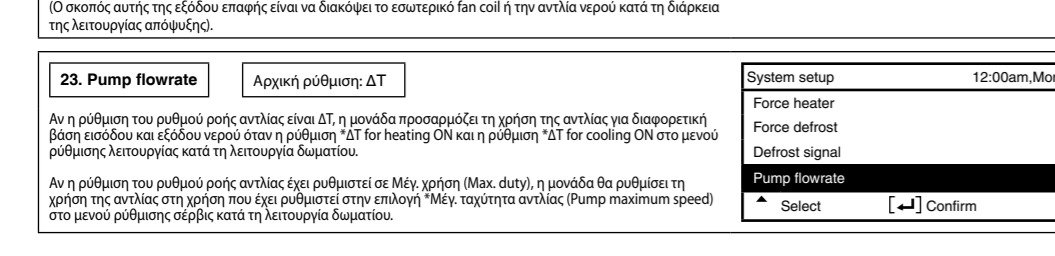 (Ο σκοπός αυτής της εξόδου επαφής είναι να διακόψει το εσωτερικό fan coil ή την αντλία νερού κατά τη διάρκεια
της λειτουργίας απόψυξης).
23. Pump flowrate
Αρχική ρύθμιση: ΔT
Αν η ρύθμιση του ρυθμού ροής αντλίας είναι ΔT, η μονάδα προσαρμόζει τη χρήση της αντλίας για διαφορετική
βάση εισόδου και εξόδου νερού όταν η ρύθμιση *ΔT for heating ON και η ρύθμιση *ΔT for cooling ON στο μενού
ρύθμισης λειτουργίας κατά τη λειτουργία δωματίου.
Αν η ρύθμιση του ρυθμού ροής αντλίας έχει ρυθμιστεί σε Μέγ. χρήση (Max. duty), η μονάδα θα ρυθμίσει τη
χρήση της αντλίας στη χρήση που έχει ρυθμιστεί στην επιλογή *Μέγ. ταχύτητα αντλίας (Pump maximum speed)
στο μενού ρύθμισης σέρβις κατά τη λειτουργία δωματίου.
System setup 12:00am,Mon
Force heater
Force defrost
Defrost signal
Pump flowrate
Select [↵] Confirm